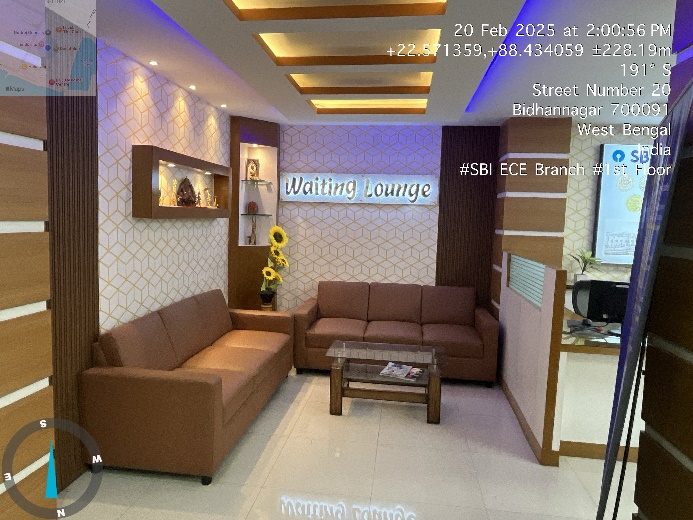 20 Feb 2025 at 2:00:56 PM
+22.571359,+88.434059 ±228.19m
191° S
Street Number 20
Bidhannagar 700091
West Bengal
India
#SBI ECE Branch #1st Floor
SBI
Waiting Lounge
S
W
E
N